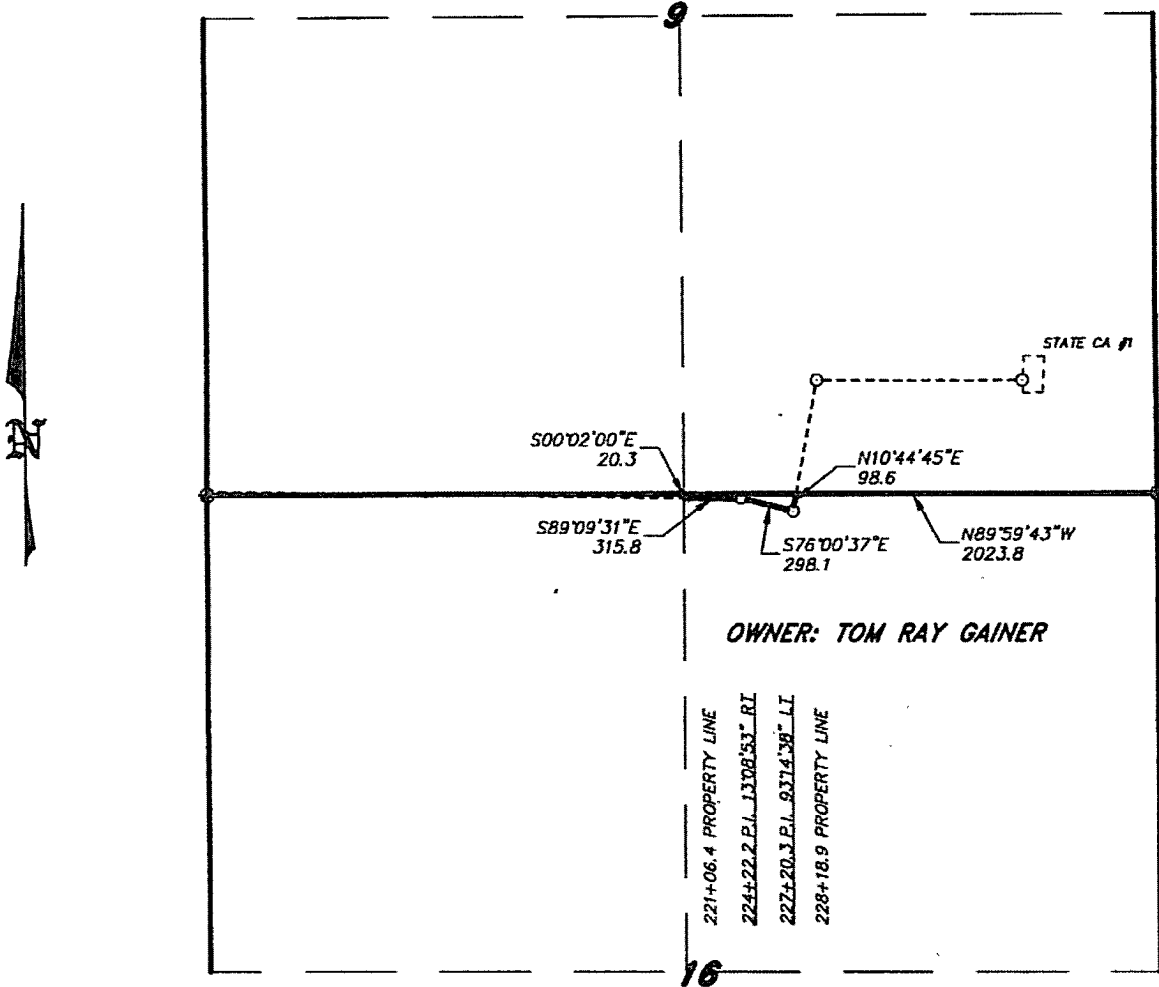 9
STATE CA #1
S00°02'00"E
20.3
N10°44'45"E
98.6
S89°09'31"E
315.8
S76°00'37"E
298.1
N89°59'43"W
2023.8
OWNER: TOM RAY GAINER
221+06.4 PROPERTY LINE
224+22.2 P.I. 13°08'53" RT
227+20.3 P.I. 93°14'38" LT
228+18.9 PROPERTY LINE
16
N